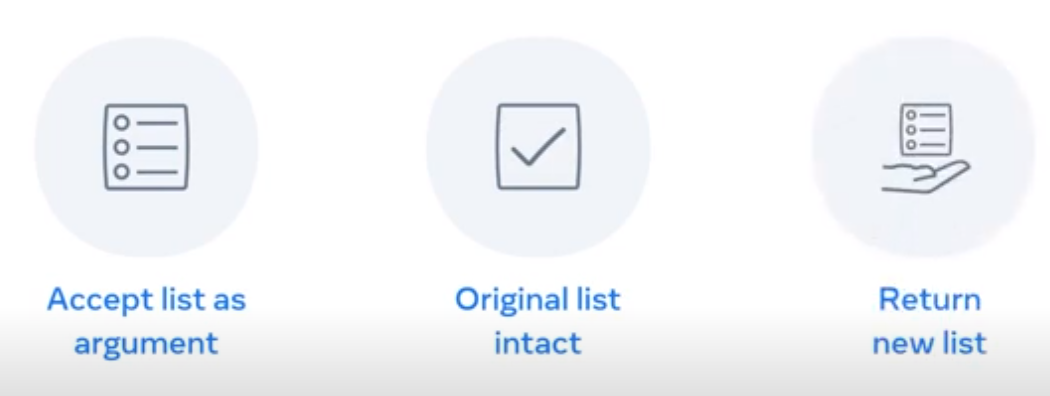 Accept list as
argument
Original list
intact
Return
new list